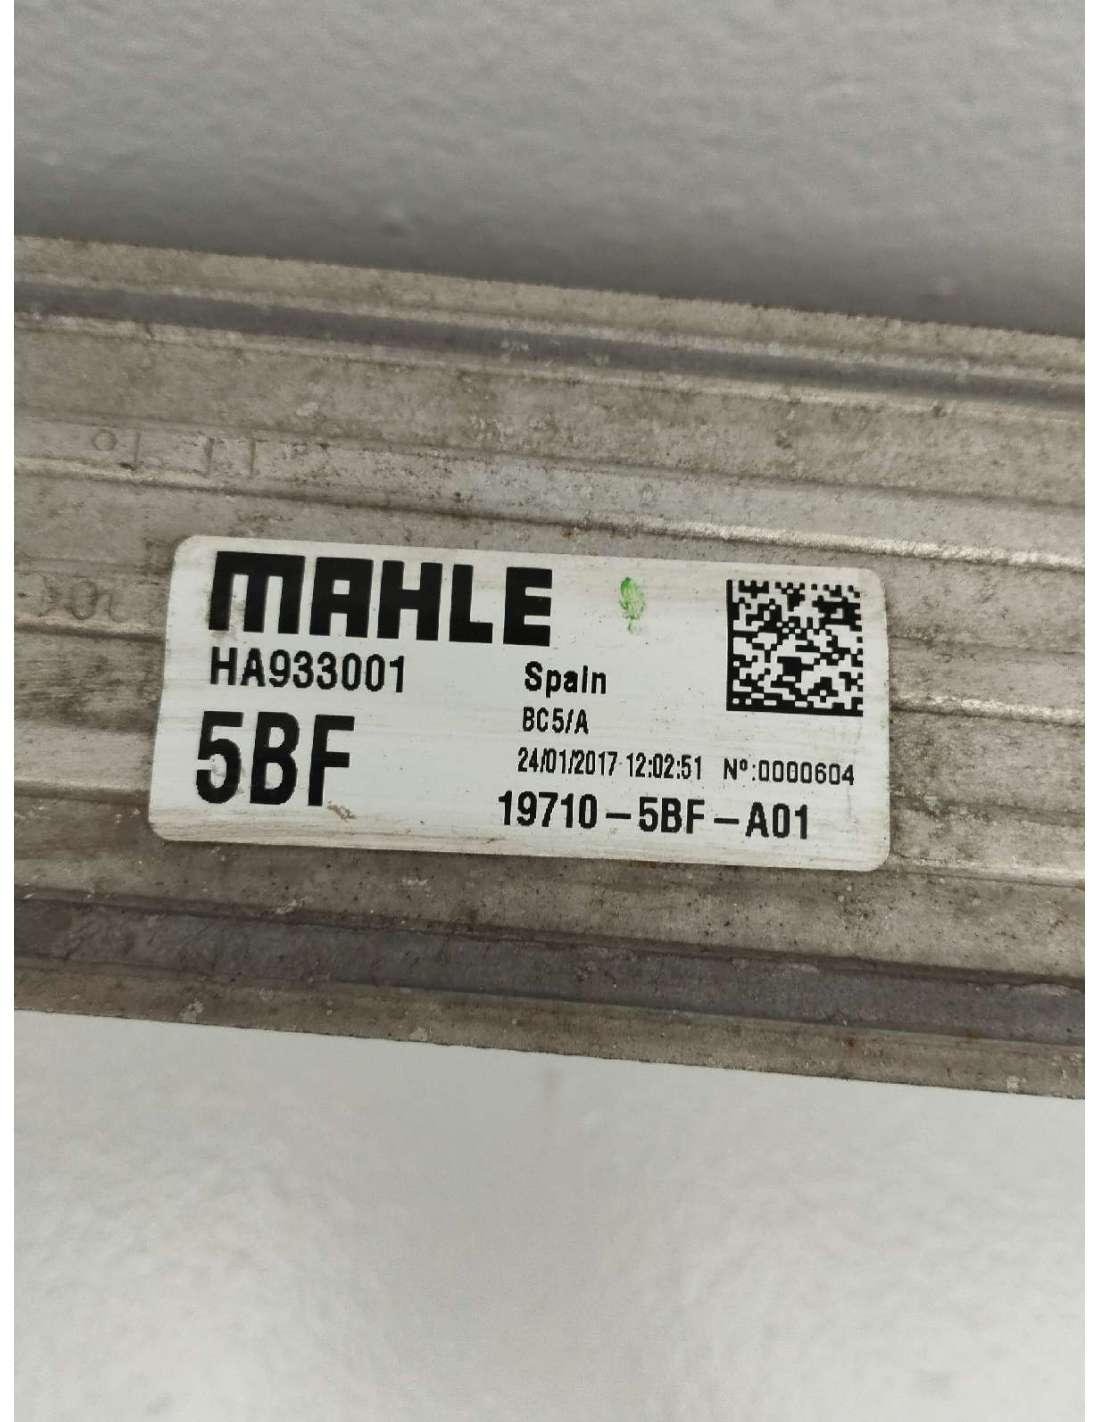 MAHLE
HA933001
Spain
5BF
BC5/A
24/01/2017 12:02:51 Nº:0000604
19710-5BF-A01